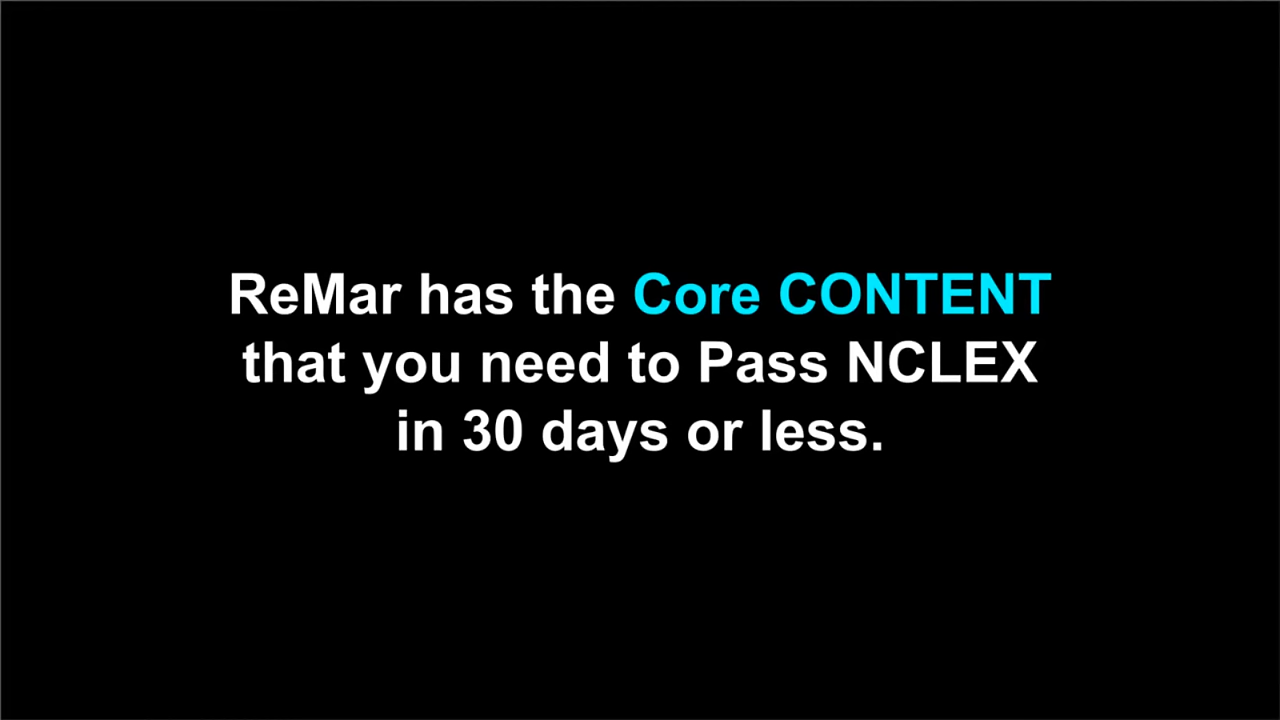 ReMar has the Core CONTENT
that you need to Pass NCLEX
in 30 days or less.